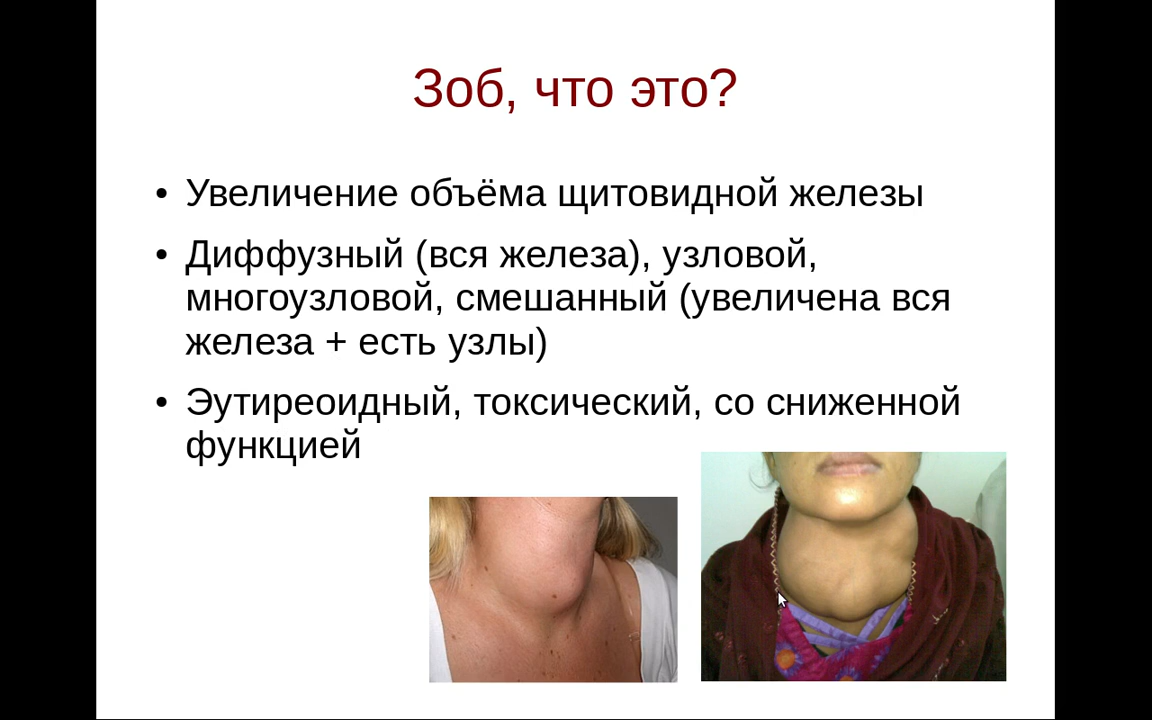 Зоб, что это?
• Увеличение объёма щитовидной железы
• Диффузный (вся железа), узловой,
многоузловой, смешанный (увеличена вся
железа + есть узлы)
• Эутиреоидный, токсический, со сниженной
функцией